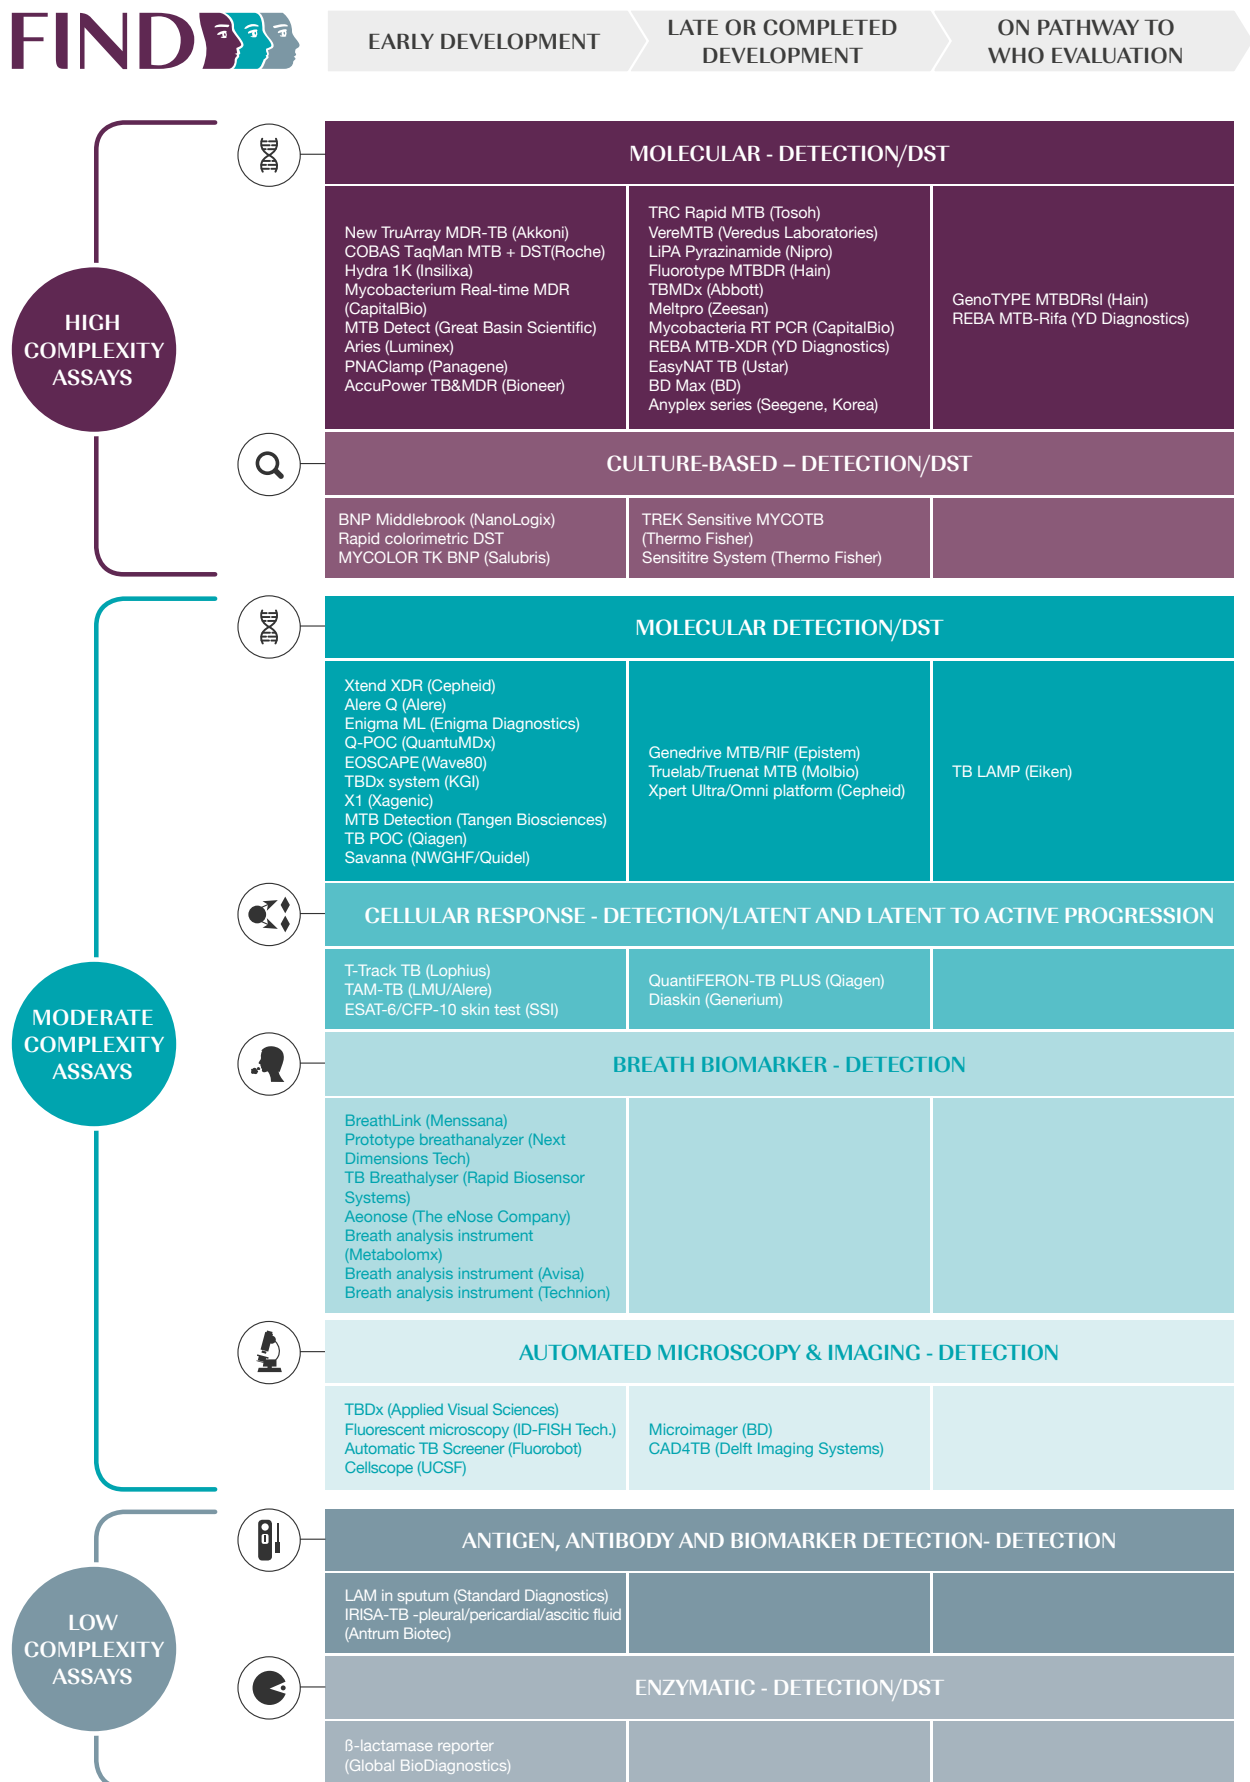 FIND
EARLY DEVELOPMENT
LATE OR COMPLETED
DEVELOPMENT
ON PATHWAY TO
WHO EVALUATION
HIGH
COMPLEXITY
ASSAYS
MOLECULAR - DETECTION/DST
New TruArray MDR-TB (Akkoni)
COBAS TaqMan MTB + DST(Roche)
Hydra 1K (Insilixa)
Mycobacterium Real-time MDR
(CapitalBio)
MTB Detect (Great Basin Scientific)
Aries (Luminex)
PNAClamp (Panagene)
AccuPower TB&MDR (Bioneer)
TRC Rapid MTB (Tosoh)
VereMTB (Veredus Laboratories)
LiPA Pyrazinamide (Nipro)
Fluorotype MTBDR (Hain)
TBMDx (Abbott)
Meltpro (Zeesan)
Mycobacteria RT PCR (CapitalBio)
REBA MTB-XDR (YD Diagnostics)
EasyNAT TB (Ustar)
BD Max (BD)
Anyplex series (Seegene, Korea)
GenoTYPE MTBDRsl (Hain)
REBA MTB-Rifa (YD Diagnostics)
CULTURE-BASED – DETECTION/DST
BNP Middlebrook (NanoLogix)
Rapid colorimetric DST
MYCOLOR TK BNP (Salubris)
TREK Sensitive MYCOTB
(Thermo Fisher)
Sensititre System (Thermo Fisher)
MODERATE
COMPLEXITY
ASSAYS
MOLECULAR DETECTION/DST
Xtend XDR (Cepheid)
Alere Q (Alere)
Enigma ML (Enigma Diagnostics)
Q-POC (QuantuMDx)
EOSCAPE (Wave80)
TBDx system (KGI)
X1 (Xagenic)
MTB Detection (Tangen Biosciences)
TB POC (Qiagen)
Savanna (NWGHF/Quidel)
Genedrive MTB/RIF (Epistem)
Truelab/Truenat MTB (Molbio)
Xpert Ultra/Omni platform (Cepheid)
TB LAMP (Eiken)
CELLULAR RESPONSE - DETECTION/LATENT AND LATENT TO ACTIVE PROGRESSION
T-Track TB (Lophius)
TAM-TB (LMU/Alere)
ESAT-6/CFP-10 skin test (SSI)
QuantiFERON-TB PLUS (Qiagen)
Diaskin (Generium)
BREATH BIOMARKER - DETECTION
BreathLink (Menssana)
Prototype breathanalyzer (Next
Dimensions Tech)
TB Breathalyser (Rapid Biosensor
Systems)
Aeonose (The eNose Company)
Breath analysis instrument
(Metabolomx)
Breath analysis instrument (Avisa)
Breath analysis instrument (Technion)
AUTOMATED MICROSCOPY & IMAGING - DETECTION
TBDx (Applied Visual Sciences)
Fluorescent microscopy (ID-FISH Tech.)
Automatic TB Screener (Fluorobot)
Cellscope (UCSF)
Microimager (BD)
CAD4TB (Delft Imaging Systems)
LOW
COMPLEXITY
ASSAYS
ANTIGEN, ANTIBODY AND BIOMARKER DETECTION- DETECTION
LAM in sputum (Standard Diagnostics)
IRISA-TB -pleural/pericardial/ascitic fluid
(Antrum Biotec)
ENZYMATIC - DETECTION/DST
ß-lactamase reporter
(Global BioDiagnostics)